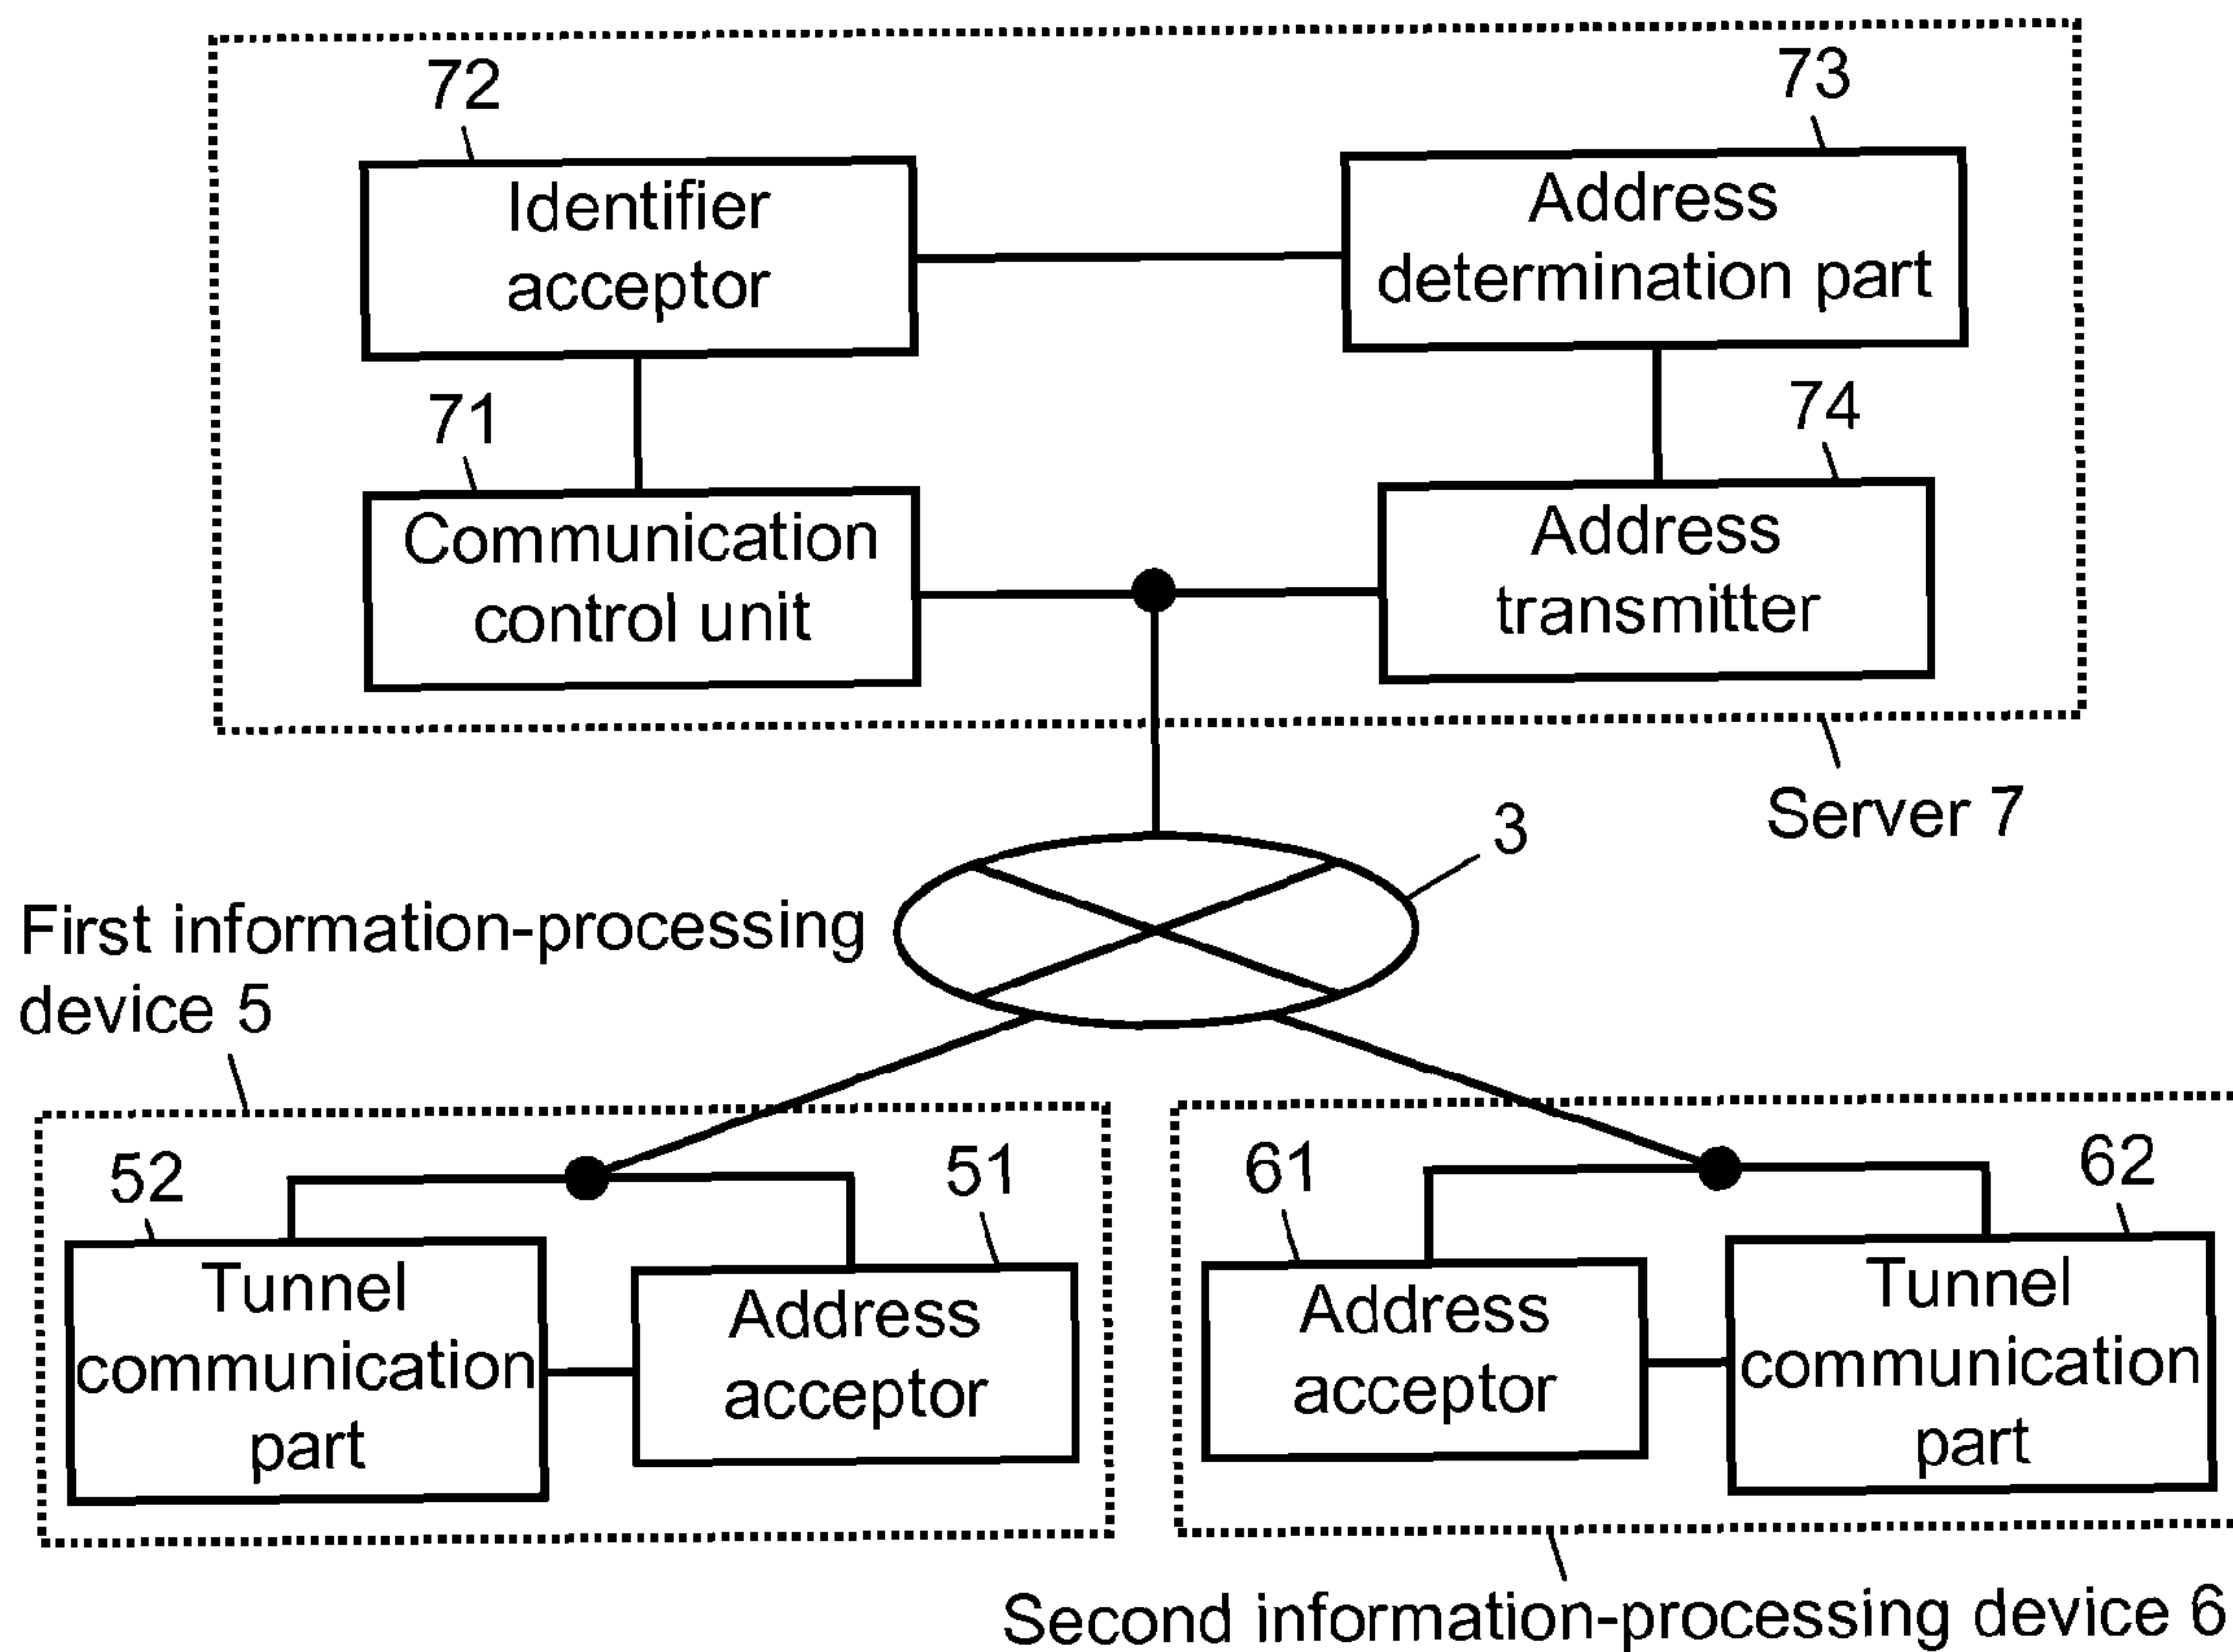 72
73
Identifier
acceptor
Address
determination part
71
74
Communication
control unit
Address
transmitter
Server 7
3
First information-processing
device 5
52
51
61
62
Tunnel
communication
part
Address
acceptor
Address
acceptor
Tunnel
communication
part
Second information-processing device 6